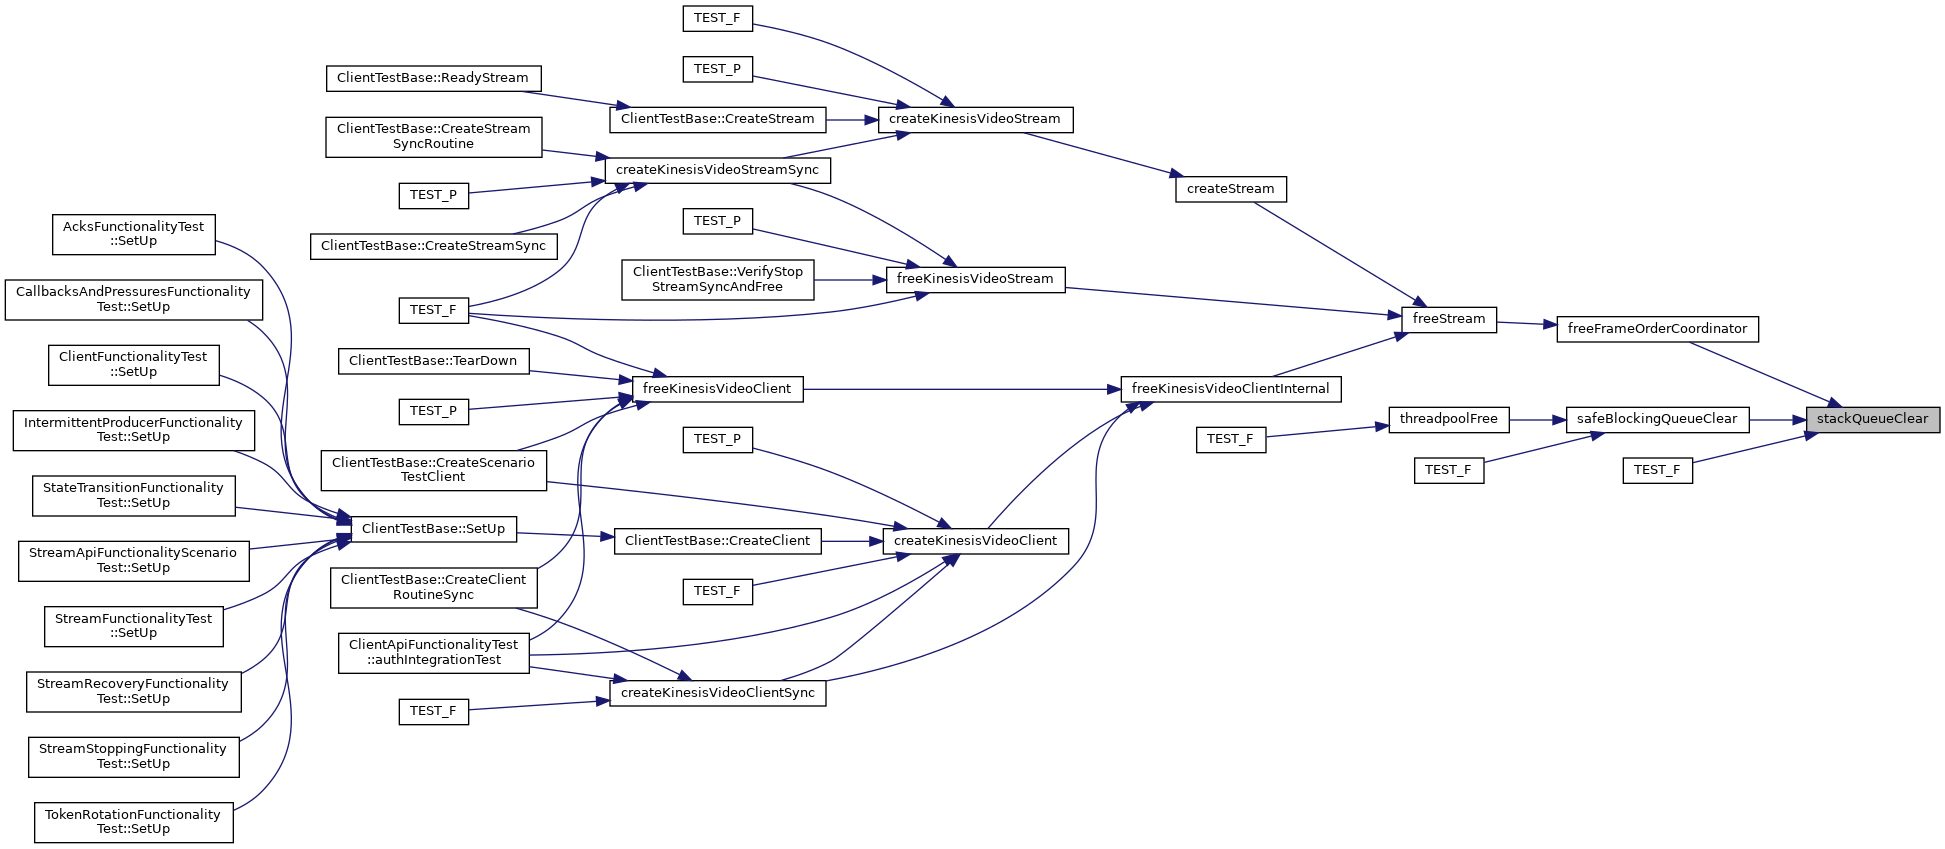 TEST_F
TEST_P
ClientTestBase::ReadyStream
ClientTestBase::CreateStream
createKinesisVideoStream
ClientTestBase::CreateStream
SyncRoutine
createKinesisVideoStreamSync
TEST_P
createStream
AcksFunctionalityTest
::SetUp
TEST_P
ClientTestBase::CreateStreamSync
ClientTestBase::VerifyStop
StreamSyncAndFree
freeKinesisVideoStream
CallbacksAndPressuresFunctionality
Test::SetUp
TEST_F
freeStream
freeFrameOrderCoordinator
ClientFunctionalityTest
::SetUp
ClientTestBase::TearDown
freeKinesisVideoClient
freeKinesisVideoClientInternal
TEST_P
IntermittentProducerFunctionality
Test::SetUp
TEST_P
TEST_F
threadpoolFree
safeBlockingQueueClear
stackQueueClear
ClientTestBase::CreateScenario
TestClient
TEST_F
TEST_F
StateTransitionFunctionality
Test::SetUp
ClientTestBase::SetUp
ClientTestBase::CreateClient
createKinesisVideoClient
StreamApiFunctionalityScenario
Test::SetUp
ClientTestBase::CreateClient
RoutineSync
TEST_F
StreamFunctionalityTest
::SetUp
ClientApiFunctionalityTest
::authIntegrationTest
StreamRecoveryFunctionality
Test::SetUp
createKinesisVideoClientSync
TEST_F
StreamStoppingFunctionality
Test::SetUp
TokenRotationFunctionality
Test::SetUp